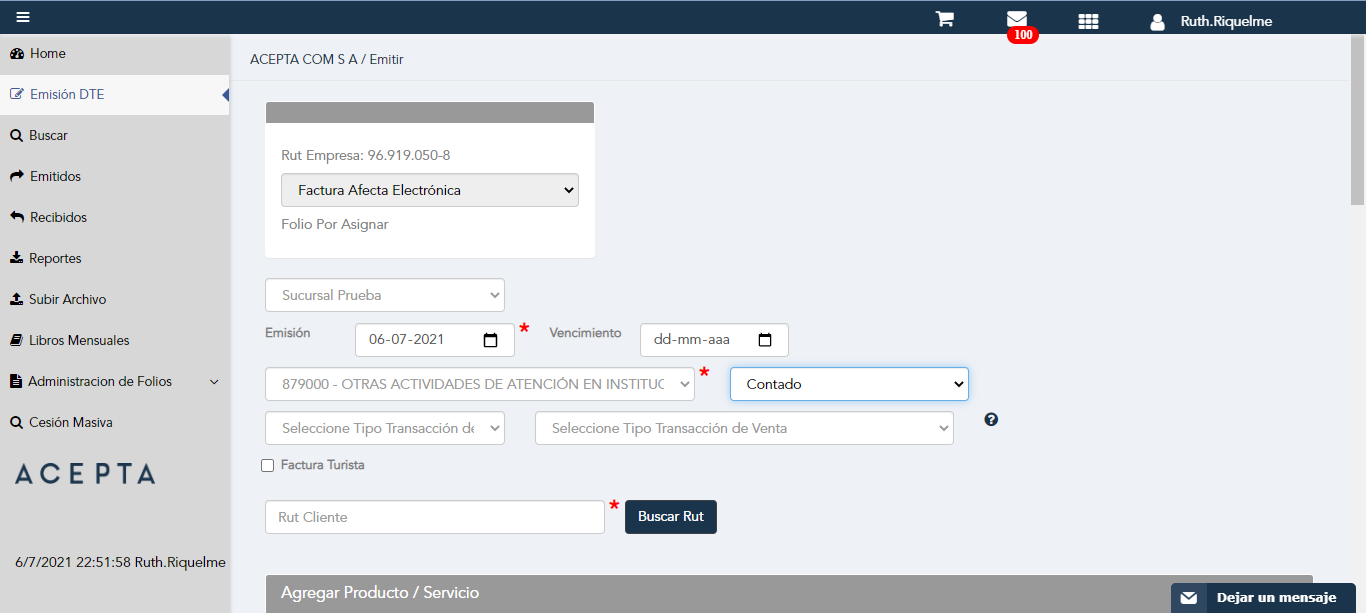 Ruth.Riquelme
100
Home
Emisión DTE
Buscar
Emitidos
Recibidos
Reportes
Subir Archivo
Libros Mensuales
Administracion de Folios
Cesión Masiva
ACEPTA
6/7/2021 22:51:58 Ruth.Riquelme
ACEPTA COM S A / Emitir
Rut Empresa: 96.919.050-8
Factura Afecta Electrónica
Folio Por Asignar
Sucursal Prueba
Emisión 06-07-2021 * Vencimiento dd-mm-aaa
879000 - OTRAS ACTIVIDADES DE ATENCIÓN EN INSTITUC * Contado
Seleccione Tipo Transacción de Seleccione Tipo Transacción de Venta ?
Factura Turista
Rut Cliente * Buscar Rut
Agregar Producto / Servicio
Dejar un mensaje